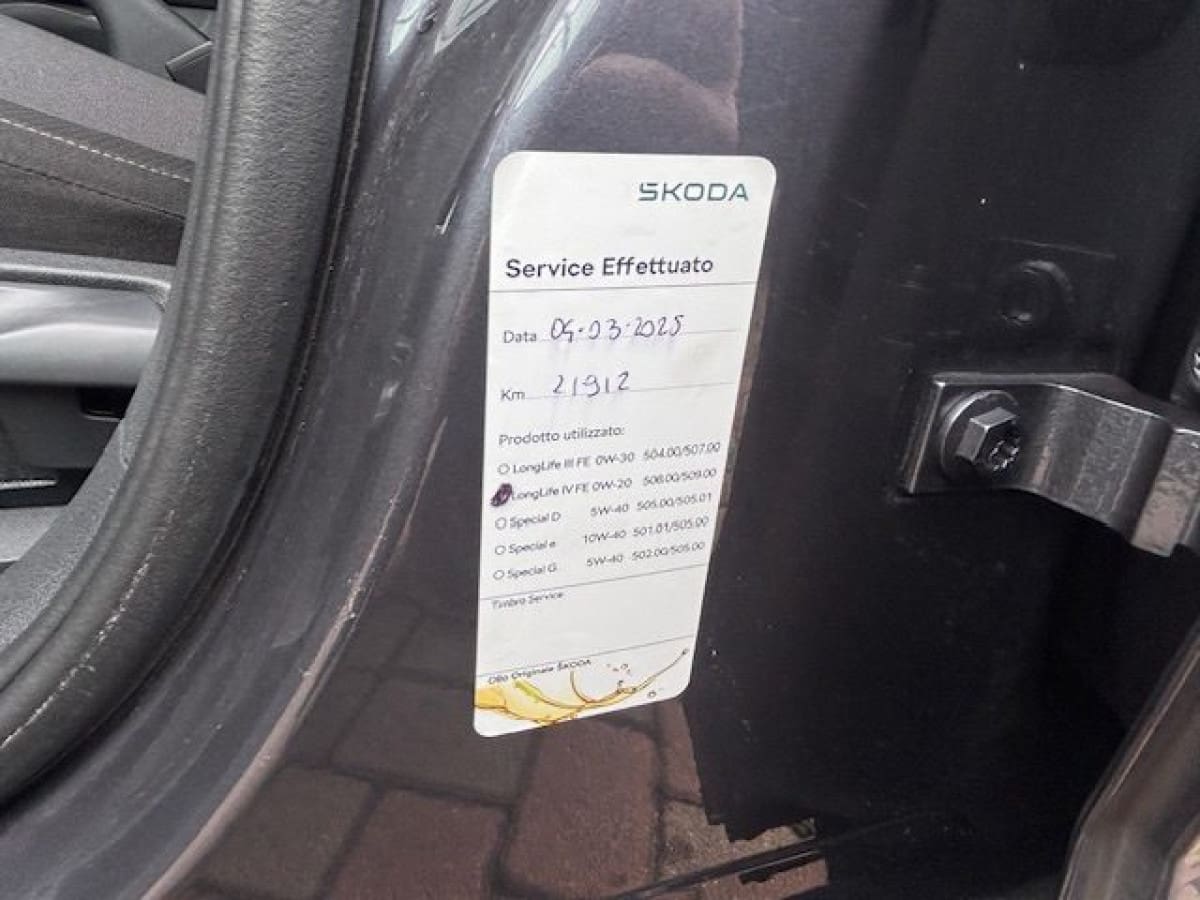 ŠKODA
Service Effettuato
Data 04-03-2025
Km 21912
Prodotto utilizzato:
LongLife III FE 0W-30 504.00/507.00
LongLife IV FE 0W-20 508.00/509.00
Special D 5W-40 505.00/505.01
Special e 10W-40 501.01/505.00
Special G 5W-40 502.00/505.00
Timbro Service
Olio Originale ŠKODA